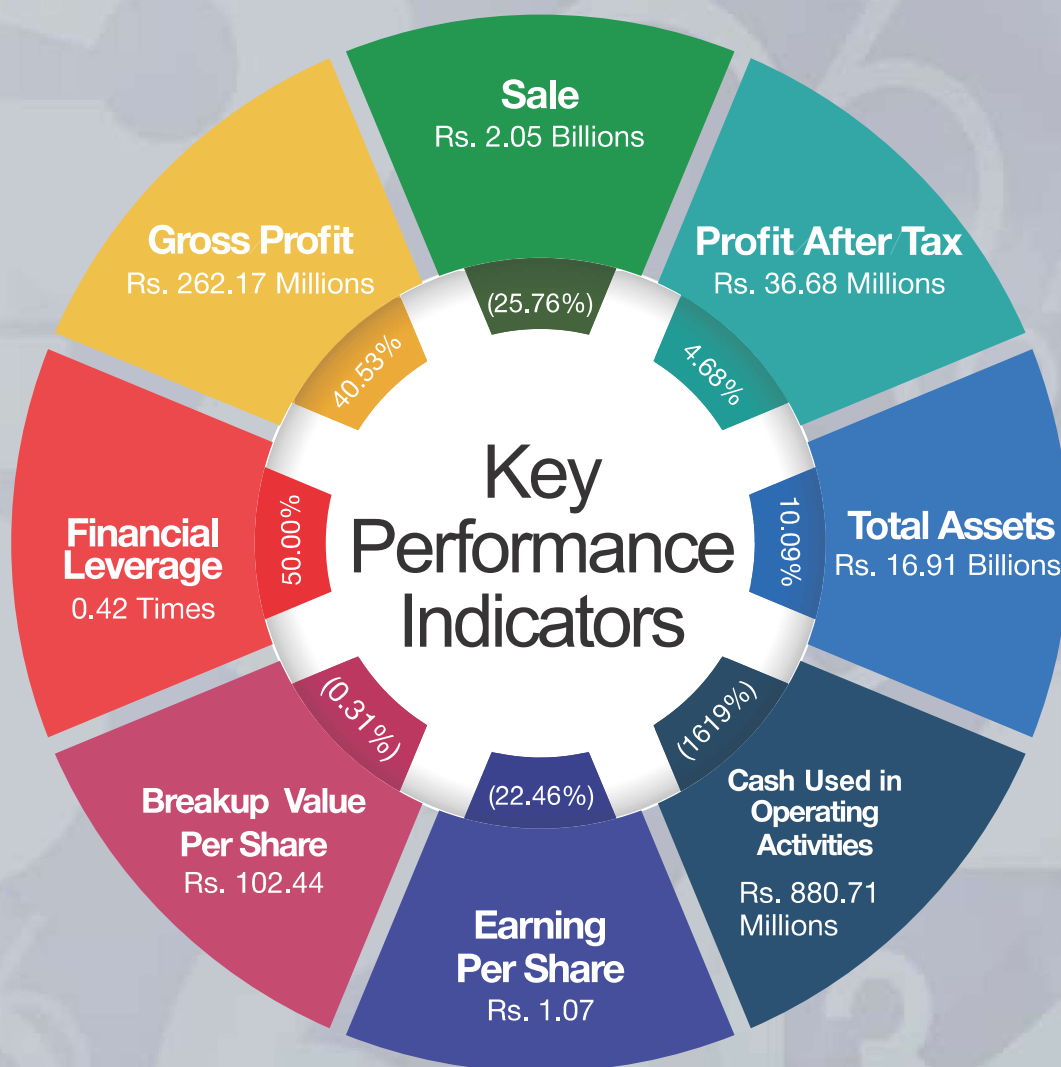 Sale
Rs. 2.05 Billions
(25.76%)
Profit After Tax
Rs. 36.68 Millions
4.68%
Total Assets
Rs. 16.91 Billions
10.09%
Cash Used in
Operating
Activities
Rs. 880.71
Millions
(1619%)
Earning
Per Share
Rs. 1.07
(22.46%)
Breakup Value
Per Share
Rs. 102.44
(0.31%)
Financial
Leverage
0.42 Times
50.00%
Gross Profit
Rs. 262.17 Millions
40.53%
Key
Performance
Indicators